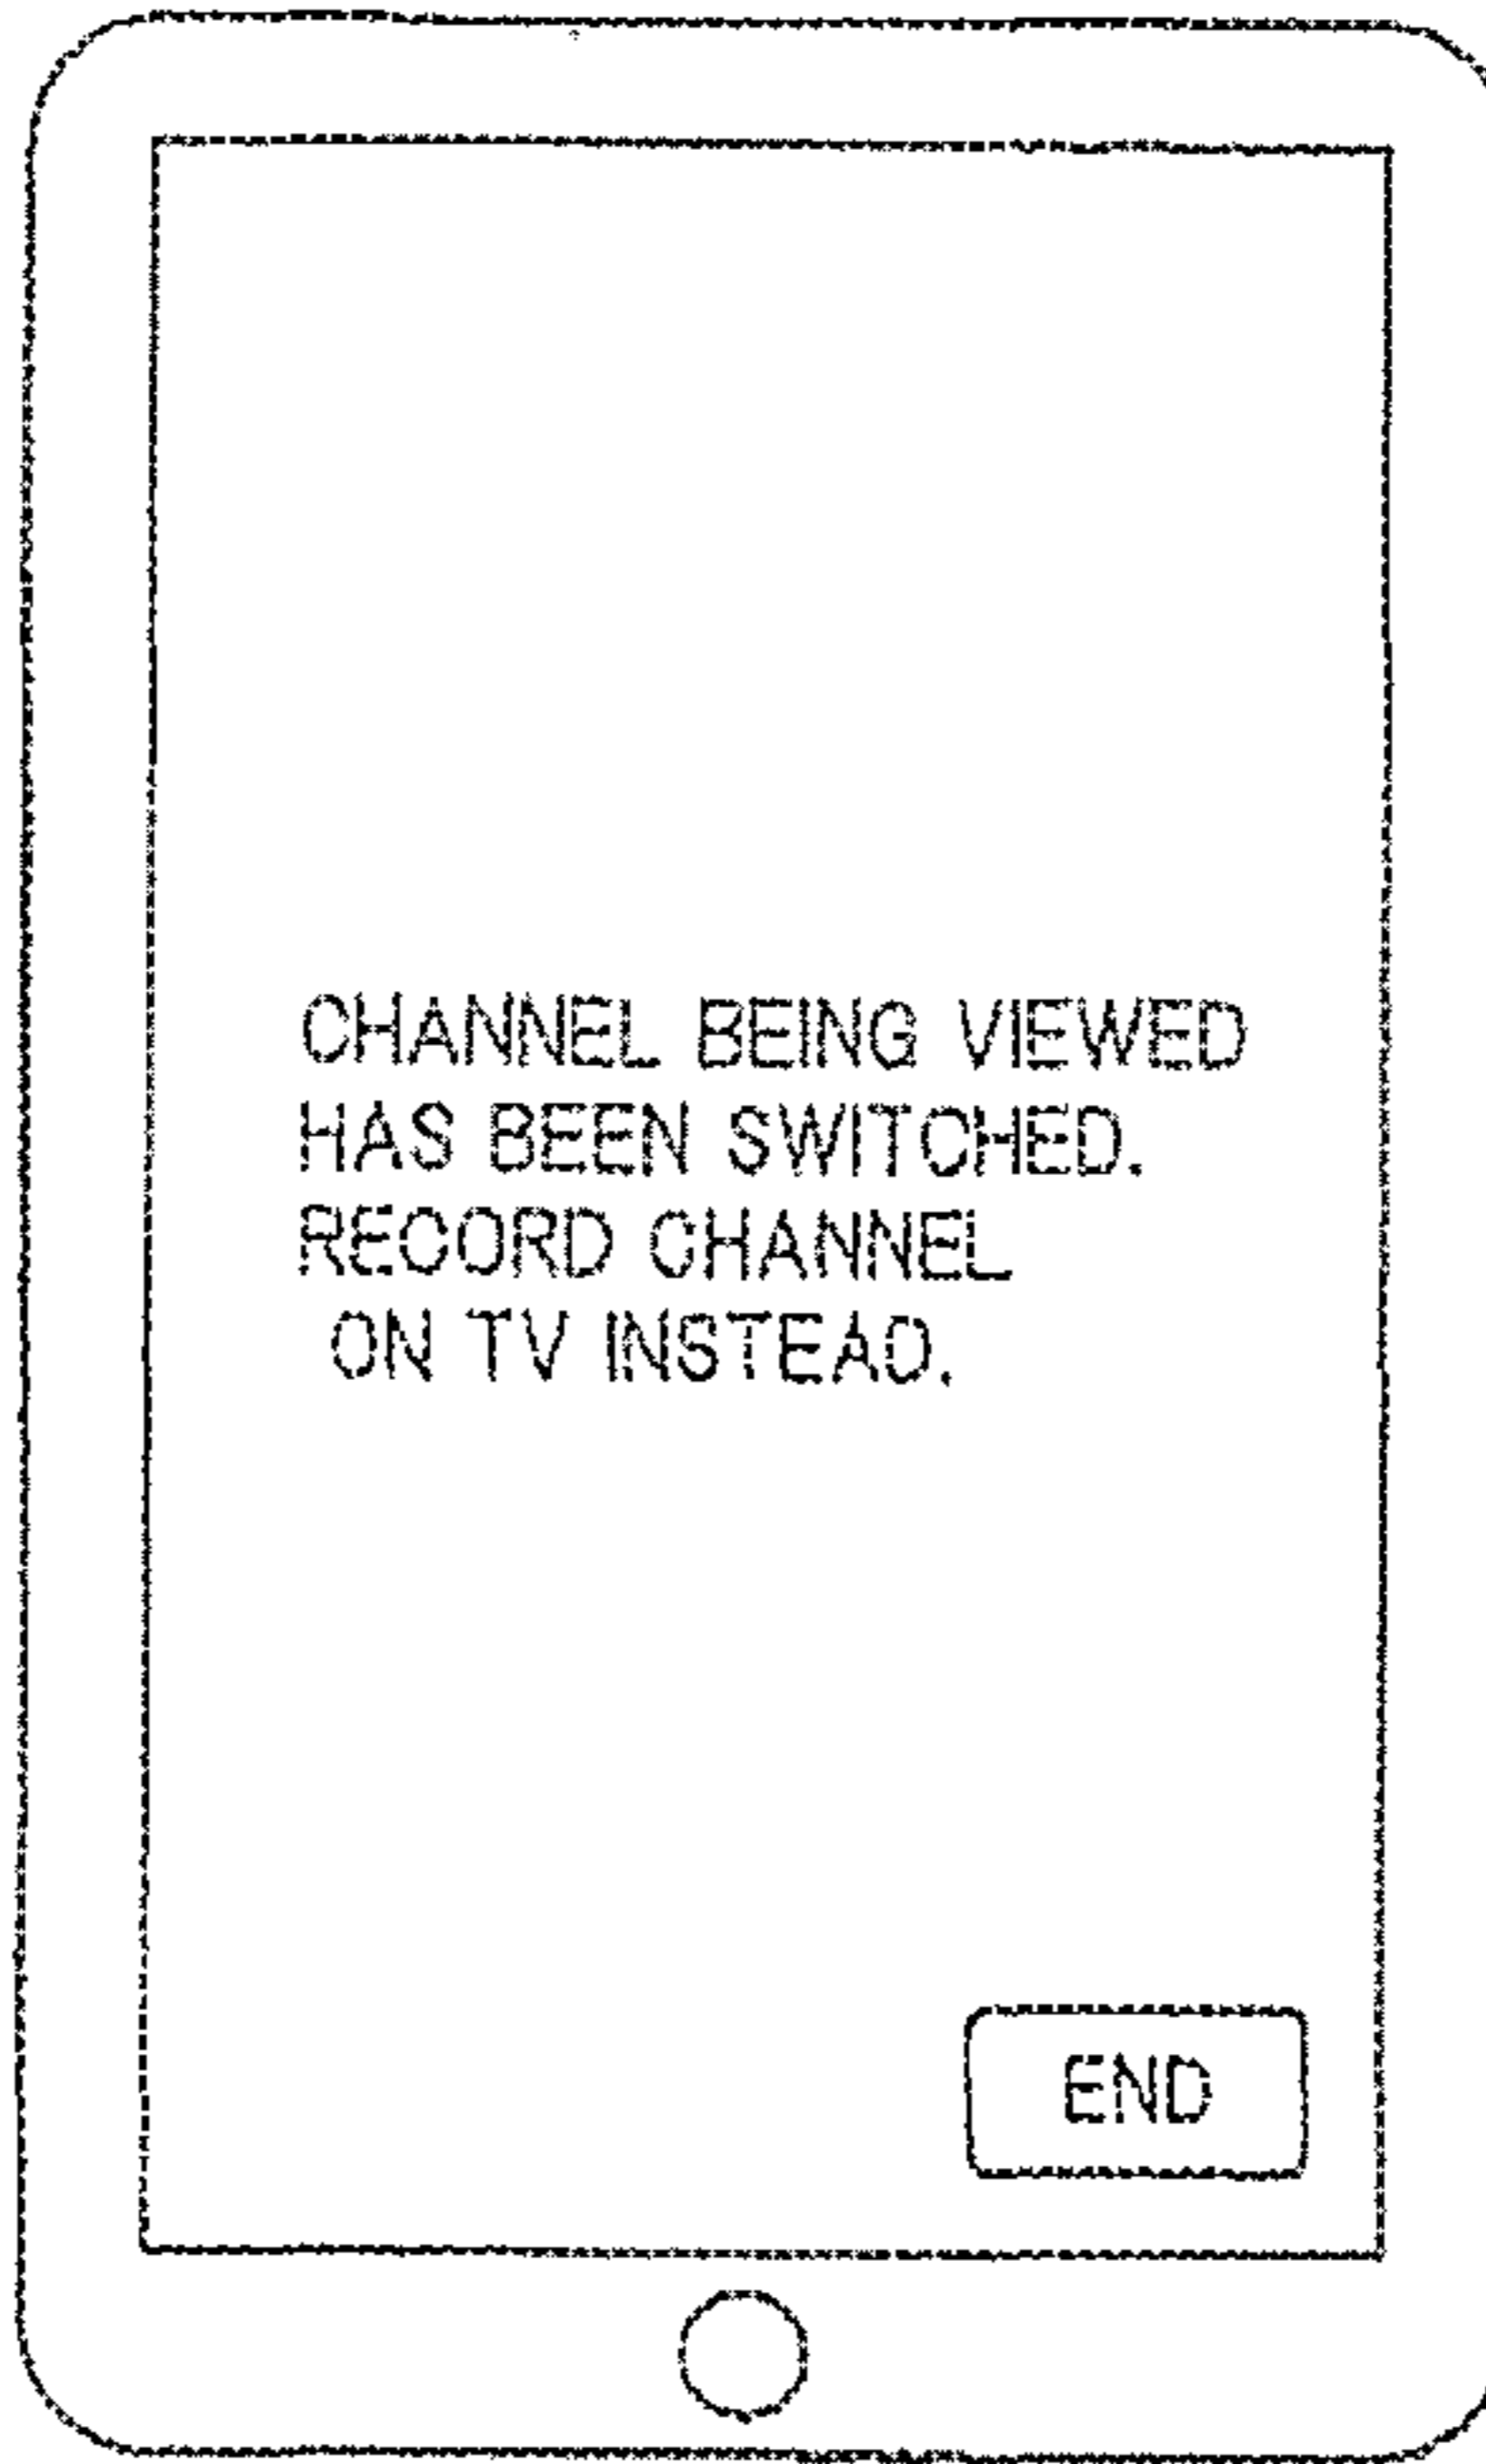 CHANNEL BEING VIEWED
HAS BEEN SWITCHED.
RECORD CHANNEL
ON TV INSTEAD.
END